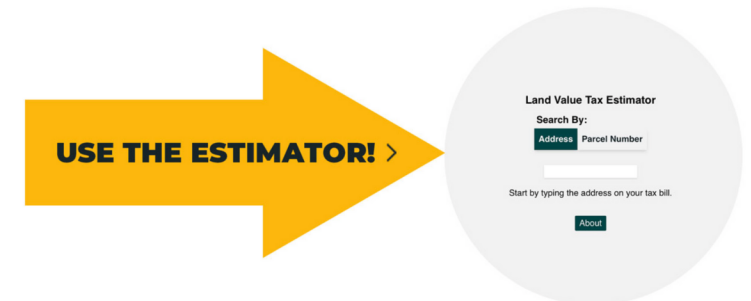 USE THE ESTIMATOR! >
Land Value Tax Estimator
Search By:
Address Parcel Number
Start by typing the address on your tax bill.
About